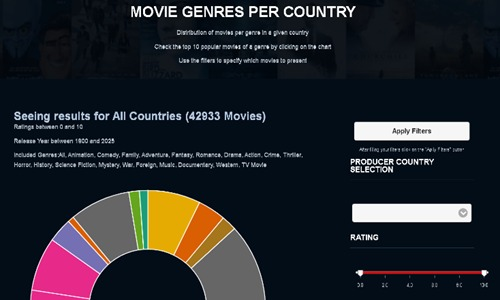 MOVIE GENRES PER COUNTRY
Distribution of movies per genre in a given country
Check the top 10 popular movies of a genre by clicking on the chart
Use the filters to specify which movies to present
Seeing results for All Countries (42933 Movies)
Ratings between 0 and 10
Release Year between 1800 and 2025
Included Genres:All, Animation, Comedy, Family, Adventure, Fantasy, Romance, Drama, Action, Crime, Thriller,
Horror, History, Science Fiction, Mystery, War, Foreign, Music, Documentary, Western, TV Movie
Apply Filters
After filling your filters click on the "Apply Filters" button
PRODUCER COUNTRY
SELECTION
RATING
0.0 2.0 4.0 6.0 8.0 10.0